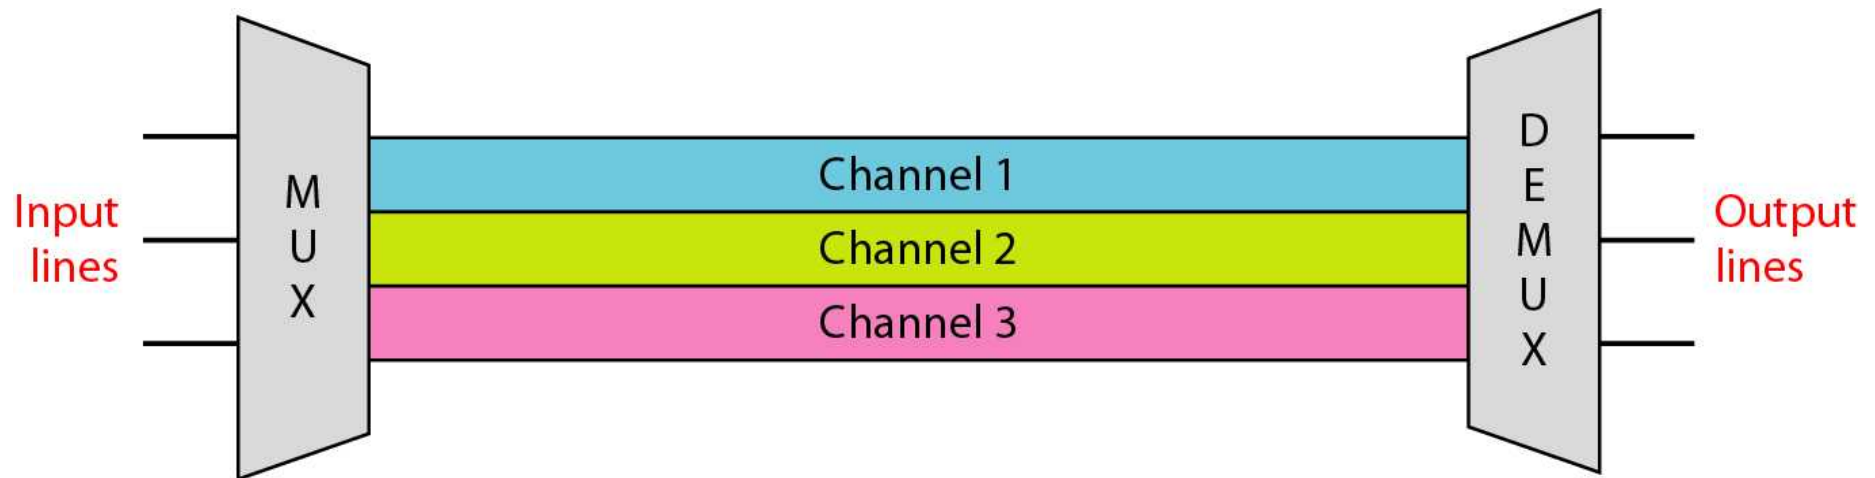 Input
lines
M
U
X
Channel 1
Channel 2
Channel 3
D
E
M
U
X
Output
lines